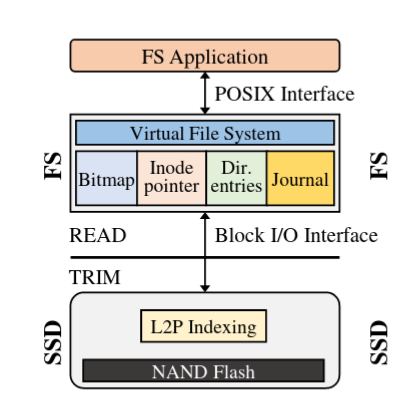 FS Application
POSIX Interface
Virtual File System
FS
FS
Bitmap
Inode
pointer
Dir.
entries
Journal
READ
Block I/O Interface
TRIM
SSD
SSD
L2P Indexing
NAND Flash